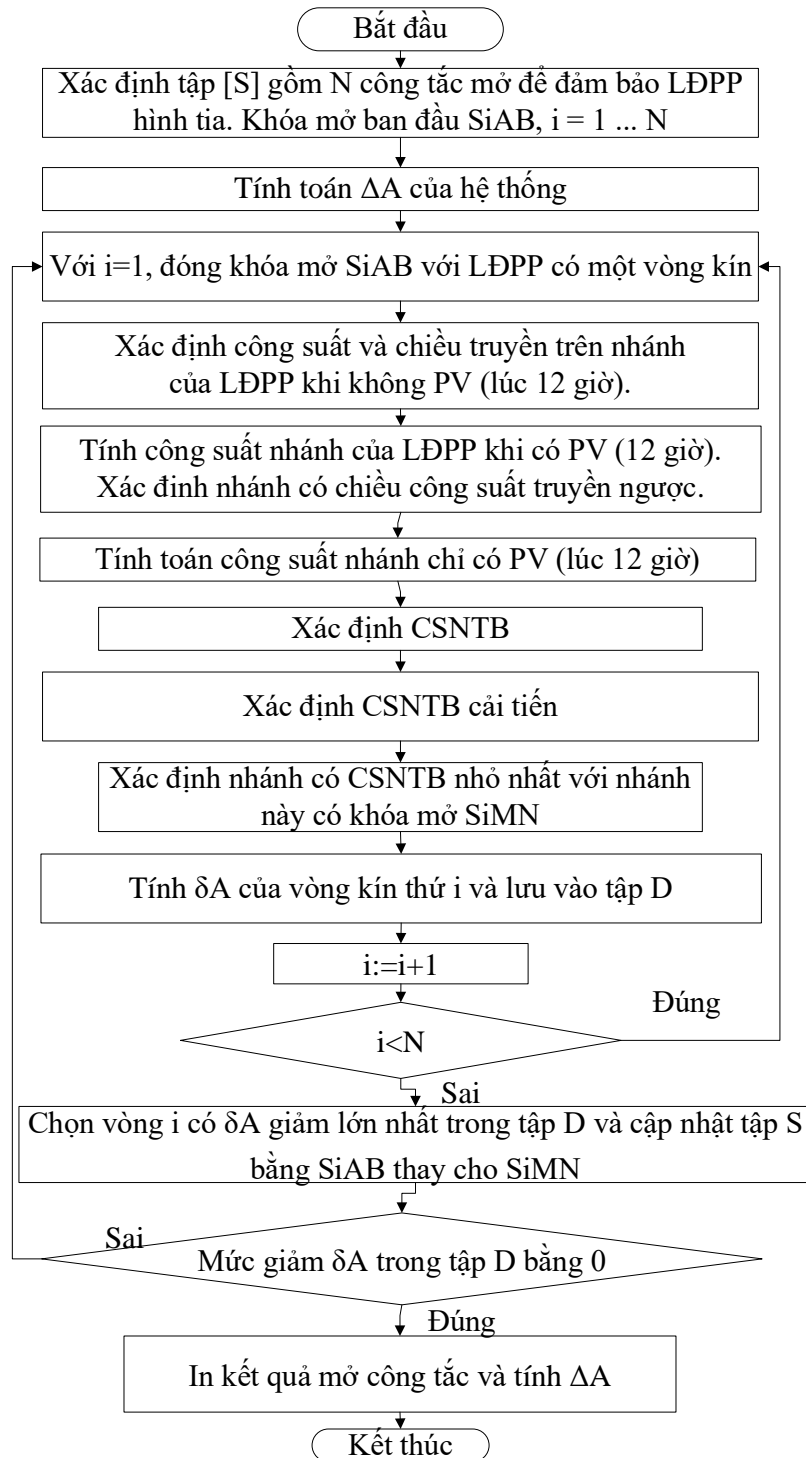 Bắt đầu
Xác định tập [S] gồm N công tắc mở để đảm bảo LĐPP
hình tia. Khóa mở ban đầu SiAB, i = 1 ... N
Tính toán ΔA của hệ thống
Với i=1, đóng khóa mở SiAB với LĐPP có một vòng kín
Xác định công suất và chiều truyền trên nhánh
của LĐPP khi không PV (lúc 12 giờ).
Tính công suất nhánh của LĐPP khi có PV (12 giờ).
Xác đinh nhánh có chiều công suất truyền ngược.
Tính toán công suất nhánh chỉ có PV (lúc 12 giờ)
Xác định CSNTB
Xác định CSNTB cải tiến
Xác định nhánh có CSNTB nhỏ nhất với nhánh
này có khóa mở SiMN
Tính δA của vòng kín thứ i và lưu vào tập D
i:=i+1
Đúng
i<N
Sai
Chọn vòng i có δA giảm lớn nhất trong tập D và cập nhật tập S
bằng SiAB thay cho SiMN
Sai
Mức giảm δA trong tập D bằng 0
Đúng
In kết quả mở công tắc và tính ΔA
Kết thúc